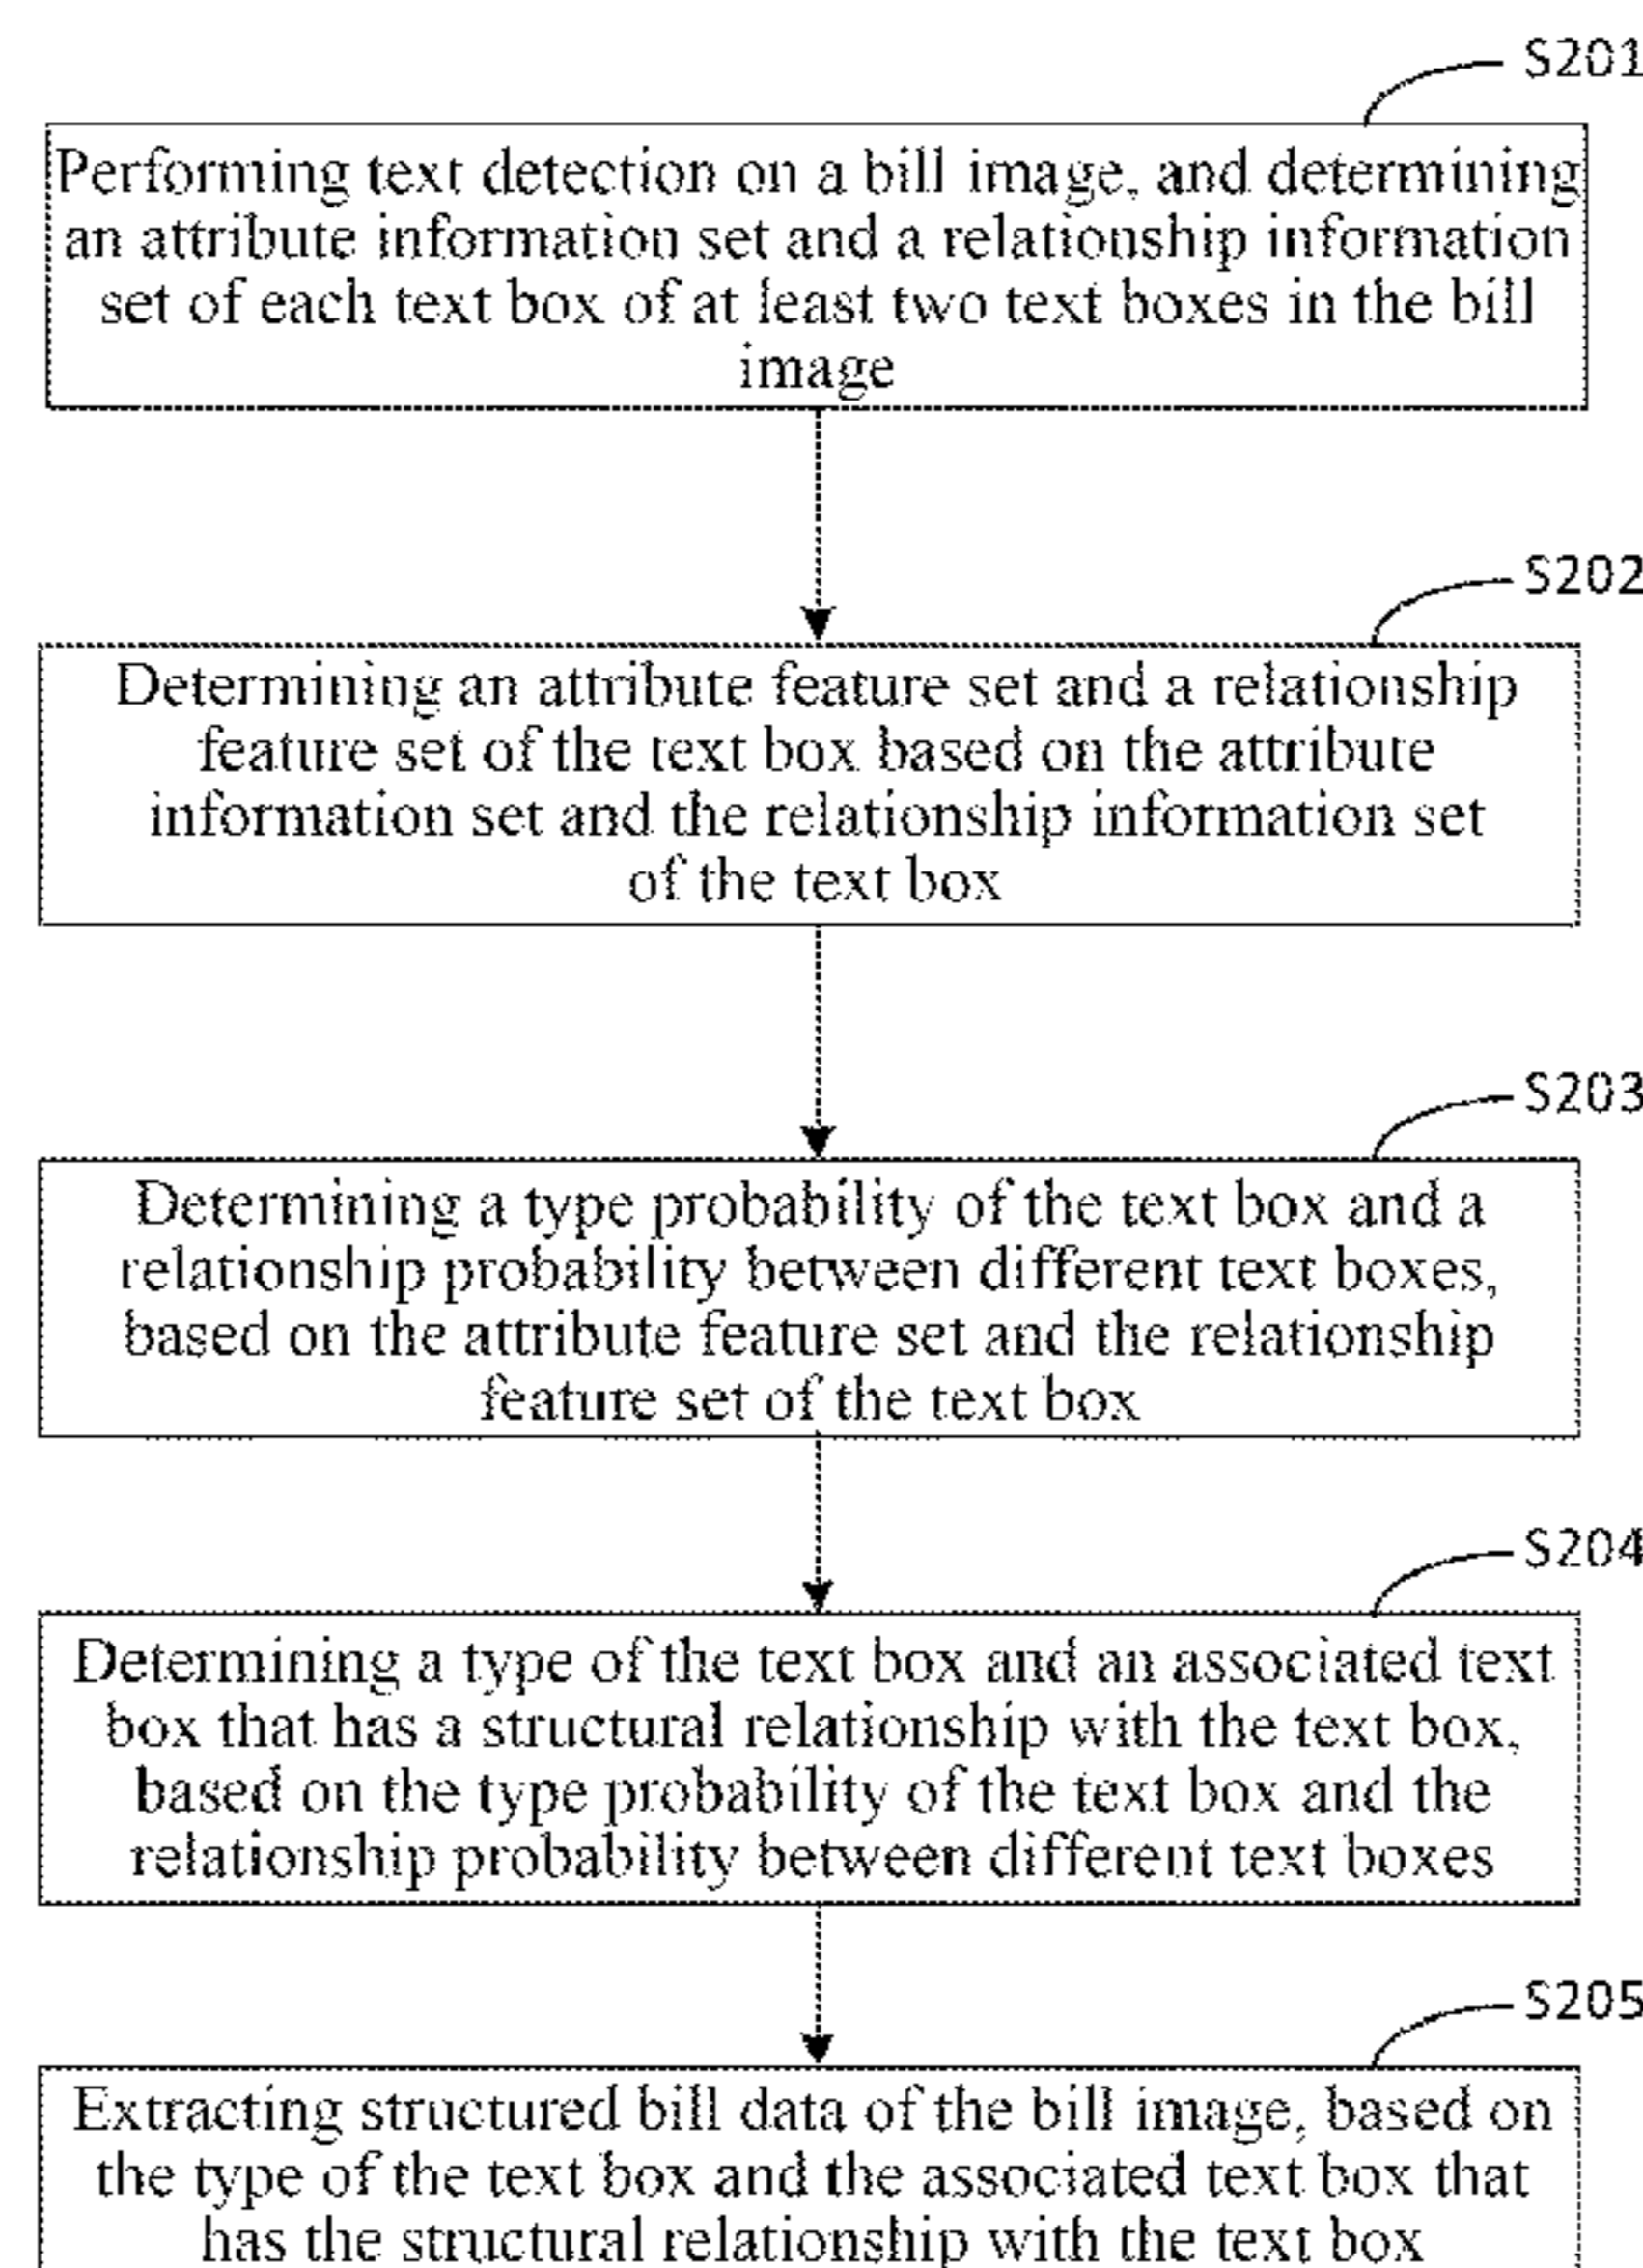 S201
Performing text detection on a bill image, and determining
an attribute information set and a relationship information
set of each text box of at least two text boxes in the bill
image
S202
Determining an attribute feature set and a relationship
feature set of the text box based on the attribute
information set and the relationship information set
of the text box
S203
Determining a type probability of the text box and a
relationship probability between different text boxes,
based on the attribute feature set and the relationship
feature set of the text box
S204
Determining a type of the text box and an associated text
box that has a structural relationship with the text box,
based on the type probability of the text box and the
relationship probability between different text boxes
S205
Extracting structured bill data of the bill image, based on
the type of the text box and the associated text box that
has the structural relationship with the text box